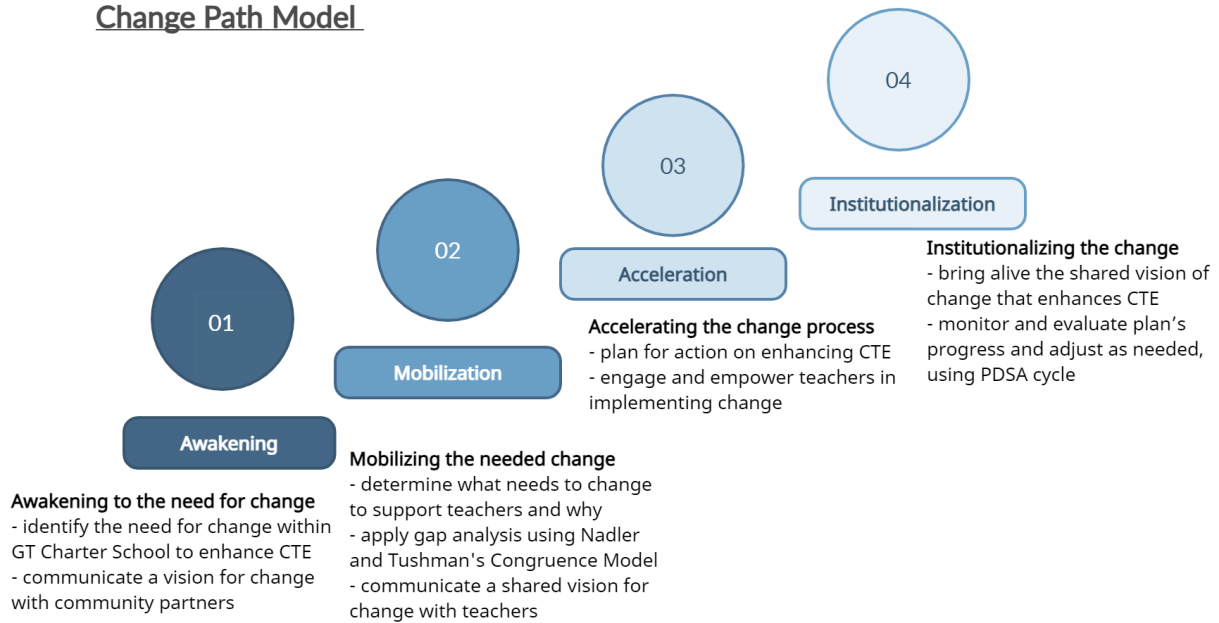 Change Path Model
01
Awakening
Awakening to the need for change
- identify the need for change within
GT Charter School to enhance CTE
- communicate a vision for change
with community partners
02
Mobilization
Mobilizing the needed change
- determine what needs to change
to support teachers and why
- apply gap analysis using Nadler
and Tushman's Congruence Model
- communicate a shared vision for
change with teachers
03
Acceleration
Accelerating the change process
- plan for action on enhancing CTE
- engage and empower teachers in
implementing change
04
Institutionalization
Institutionalizing the change
- bring alive the shared vision of
change that enhances CTE
- monitor and evaluate plan’s
progress and adjust as needed,
using PDSA cycle